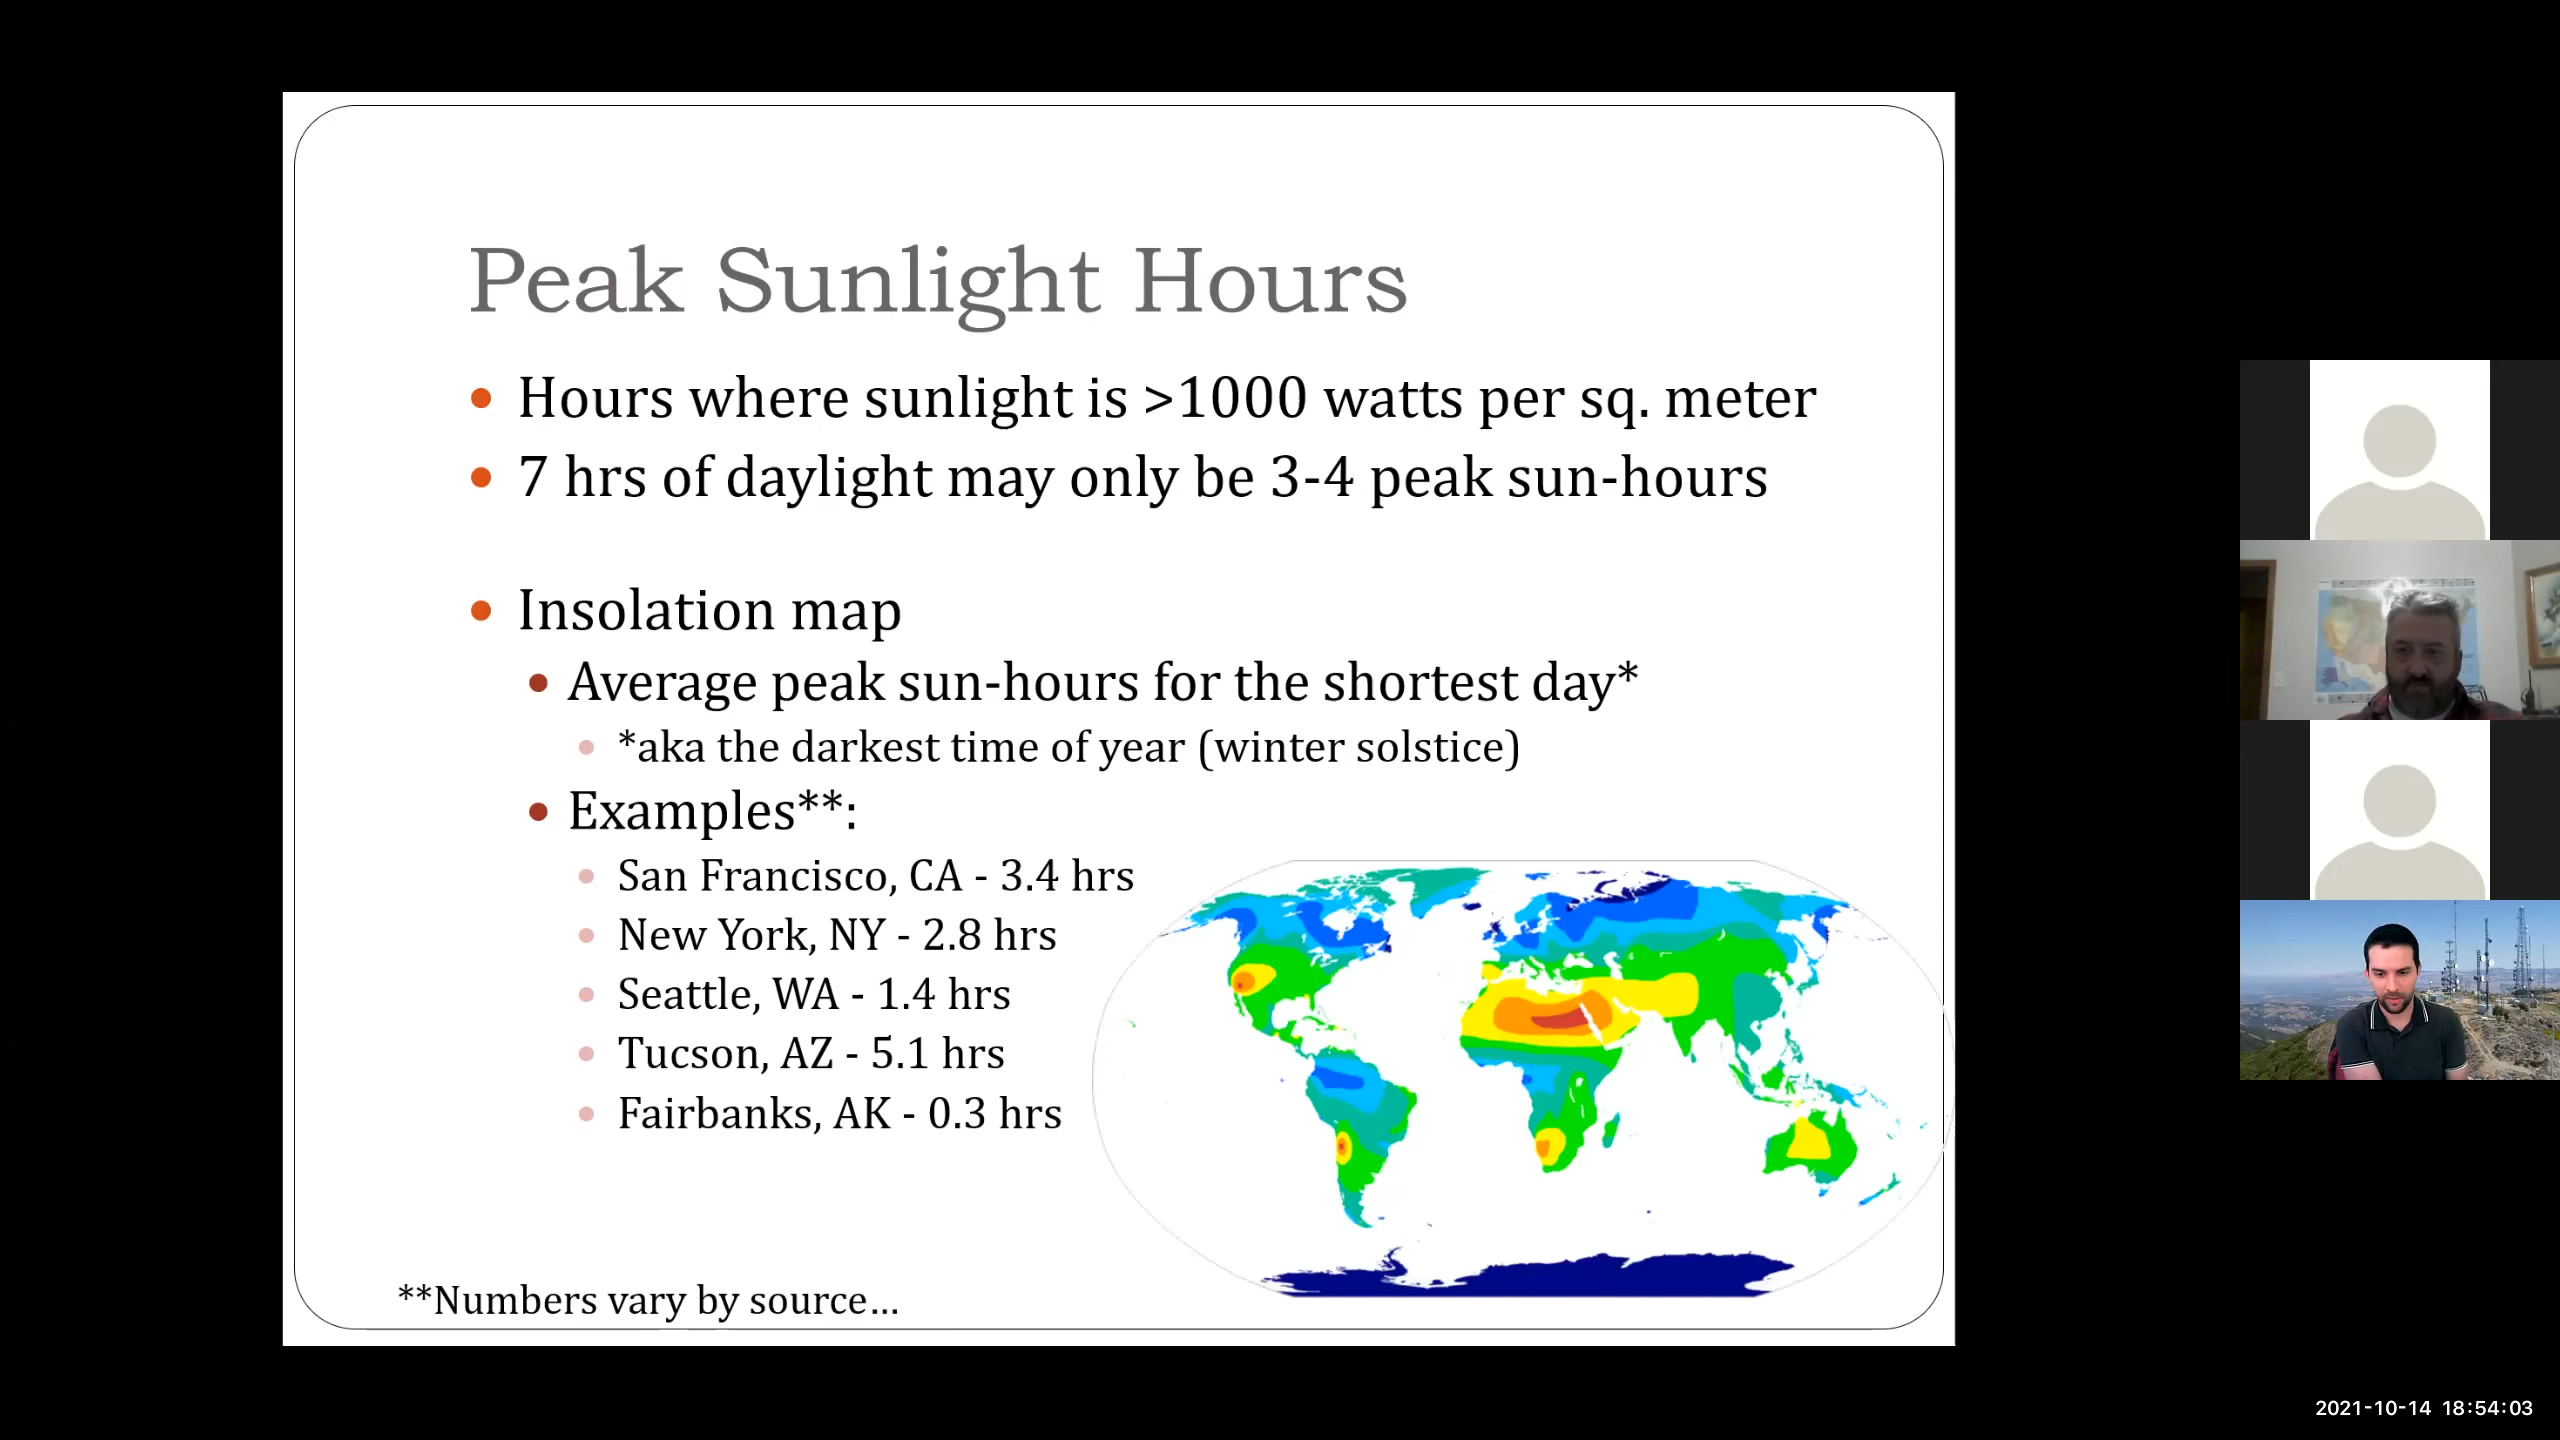 Peak Sunlight Hours
Hours where sunlight is >1000 watts per sq. meter
7 hrs of daylight may only be 3-4 peak sun-hours
Insolation map
Average peak sun-hours for the shortest day*
*aka the darkest time of year (winter solstice)
Examples**:
San Francisco, CA - 3.4 hrs
New York, NY - 2.8 hrs
Seattle, WA - 1.4 hrs
Tucson, AZ - 5.1 hrs
Fairbanks, AK - 0.3 hrs
**Numbers vary by source…
2021-10-14 18:54:03